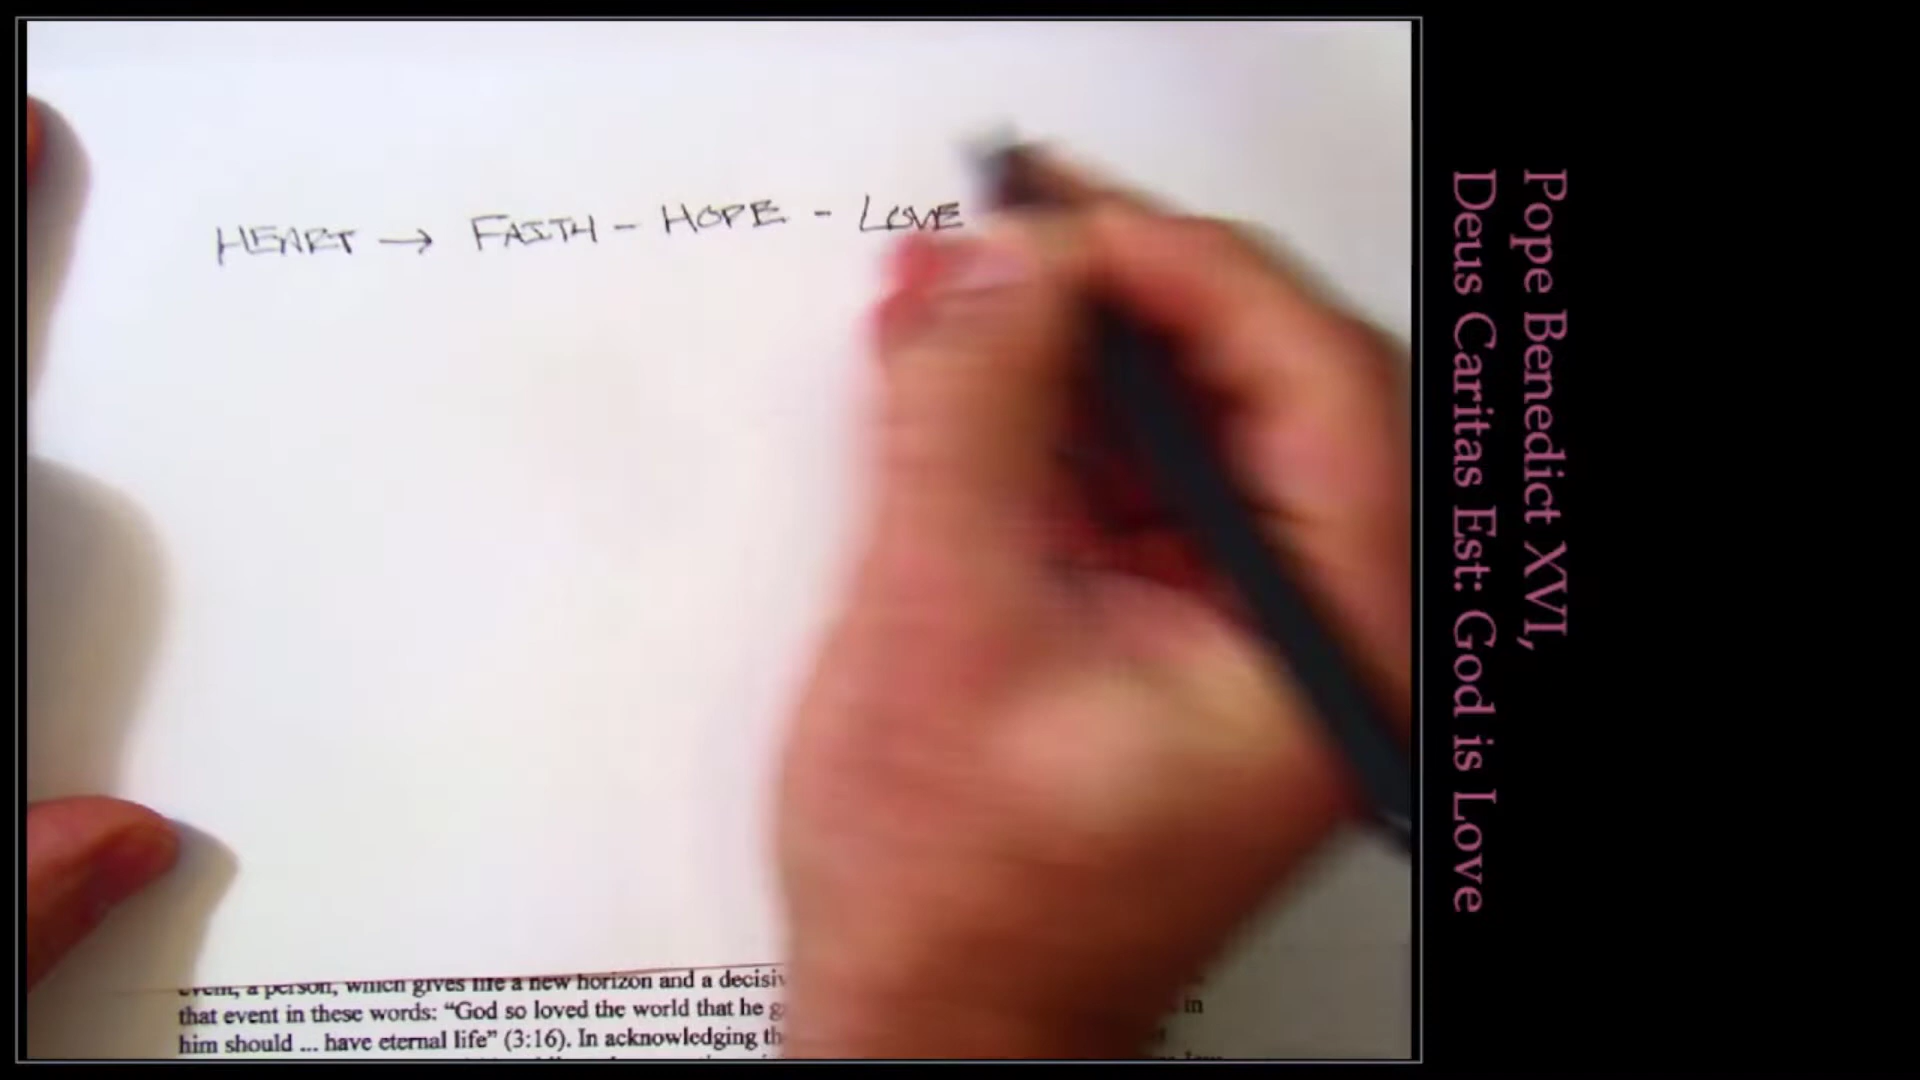 HEART → FAITH - HOPE - LOVE
event, a person, which gives life a new horizon and a
that event in these words: “God so loved the world that he
him should ... have eternal life” (3:16). In acknowledging
in
Pope Benedict XVI,
Deus Caritas Est: God is Love